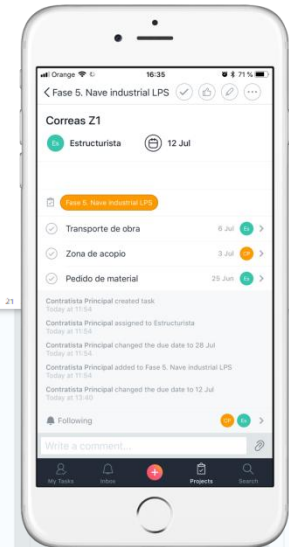 Orange 16:35 71 %
Fase 5. Nave industrial LPS
Correas Z1
Es Estructurista 12 Jul
Fase 5. Nave industrial LPS
Transporte de obra 6 Jul Es
Zona de acopio 3 Jul CP
Pedido de material 25 Jun Es
Contratista Principal created task
Today at 11:54
Contratista Principal assigned to Estructurista
Today at 11:54
Contratista Principal changed the due date to 28 Jul
Today at 11:54
Contratista Principal added to Fase 5. Nave industrial LPS
Today at 11:54
Contratista Principal changed the due date to 12 Jul
Today at 13:40
Following CP Es
Write a comment...
My Tasks Inbox Projects Search
21